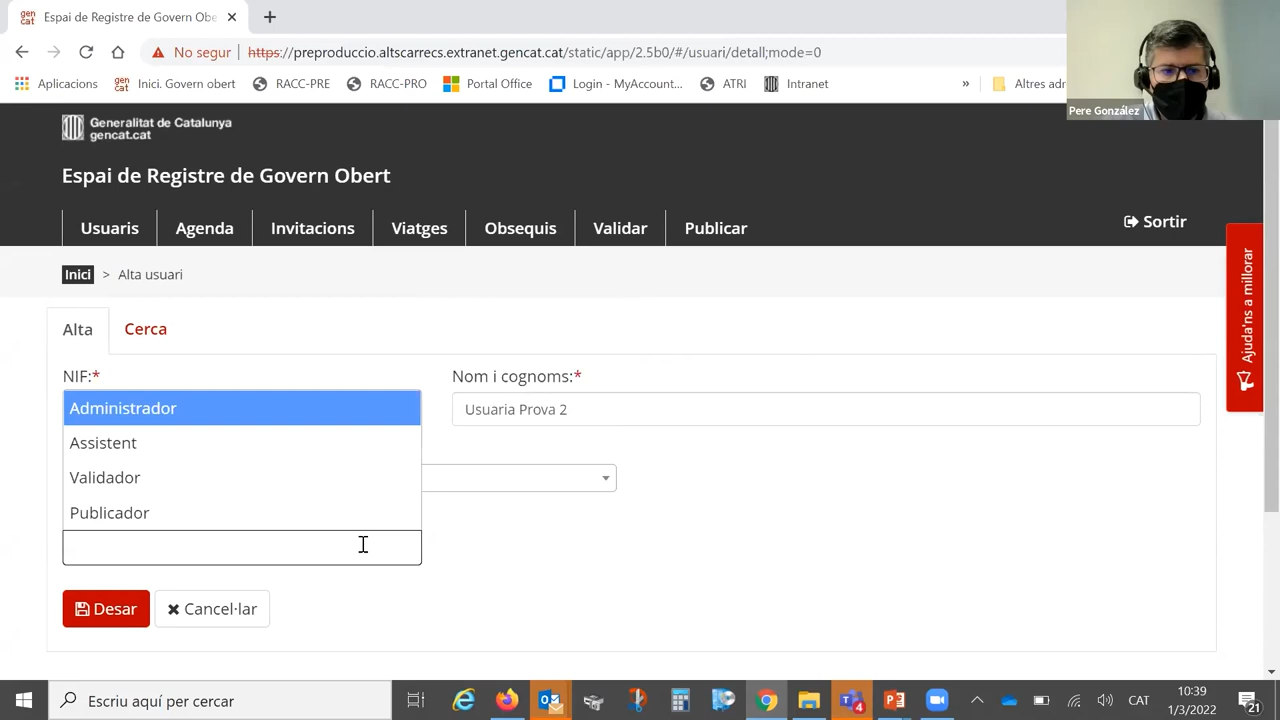 Espai de Registre de Govern Obe
No segur
https://preproduccio.altscarrecs.extranet.gencat.cat/static/app/2.5b0/#/usuari/detall;mode=0
Aplicacions
gen cat
Inici. Govern obert
RACC-PRE
RACC-PRO
Portal Office
Login - MyAccount...
ATRI
Intranet
»
Altres adr
Pere González
Generalitat de Catalunya
gencat.cat
Espai de Registre de Govern Obert
Usuaris
Agenda
Invitacions
Viatges
Obsequis
Validar
Publicar
Sortir
Inici > Alta usuari
Ajuda'ns a millorar
Alta
Cerca
NIF:*
Nom i cognoms:*
Administrador
Usuaria Prova 2
Assistent
Validador
Publicador
Desar
Cancel·lar
Escriu aquí per cercar
4
CAT
10:39
1/3/2022
21